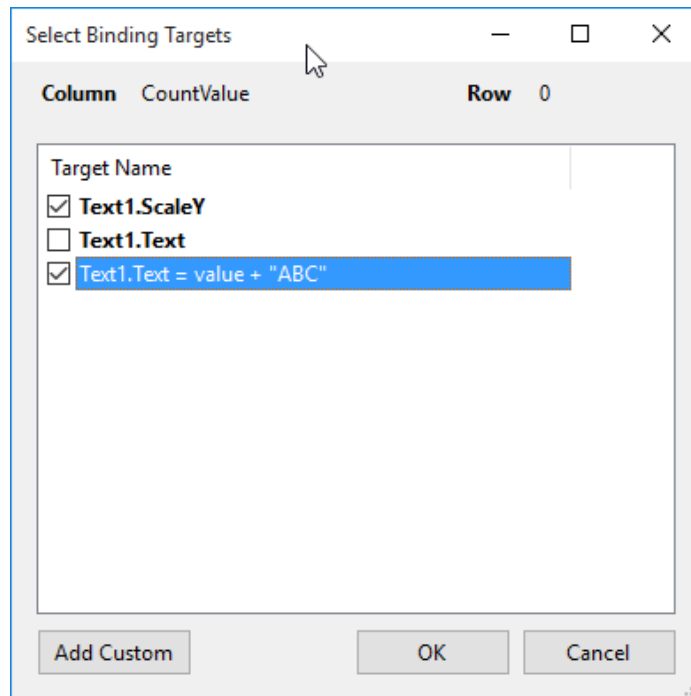 Select Binding Targets
Column CountValue Row 0
Target Name
Text1.ScaleY
Text1.Text
Text1.Text = value + "ABC"
Add Custom OK Cancel